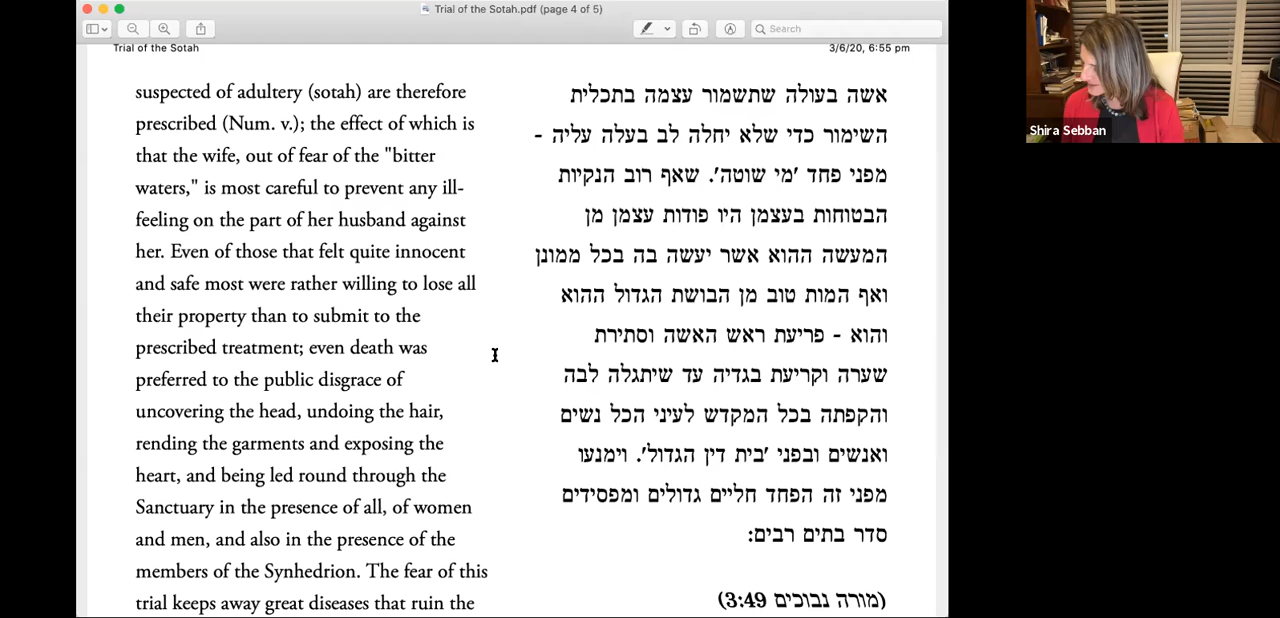 Trial of the Sotah.pdf (page 4 of 5)
Search
Trial of the Sotah
3/6/20, 6:55 pm
suspected of adultery (sotah) are therefore
prescribed (Num. v.); the effect of which is
that the wife, out of fear of the "bitter
waters," is most careful to prevent any ill-
feeling on the part of her husband against
her. Even of those that felt quite innocent
and safe most were rather willing to lose all
their property than to submit to the
prescribed treatment; even death was
preferred to the public disgrace of
uncovering the head, undoing the hair,
rending the garments and exposing the
heart, and being led round through the
Sanctuary in the presence of all, of women
and men, and also in the presence of the
members of the Synhedrion. The fear of this
trial keeps away great diseases that ruin the
אשה בעולה שתשמור עצמה בתכלית
השימור כדי שלא יחלה לב בעלה עליה -
מפני פחד 'מי שוטה'. שאף רוב הנקיות
הבטוחות בעצמן היו פודות עצמן מן
המעשה ההוא אשר יעשה בה בכל ממונן
ואף המות טוב מן הבושת הגדול ההוא
והוא - פריעת ראש האשה וסתירת
שערה וקריעת בגדיה עד שיתגלה לבה
והקפתה בכל המקדש לעיני הכל נשים
ואנשים ובפני 'בית דין הגדול'. וימנעו
מפני זה הפחד חליים גדולים ומפסידים
סדר בתים רבים:
(מורה נבוכים 3:49)
Shira Sebban